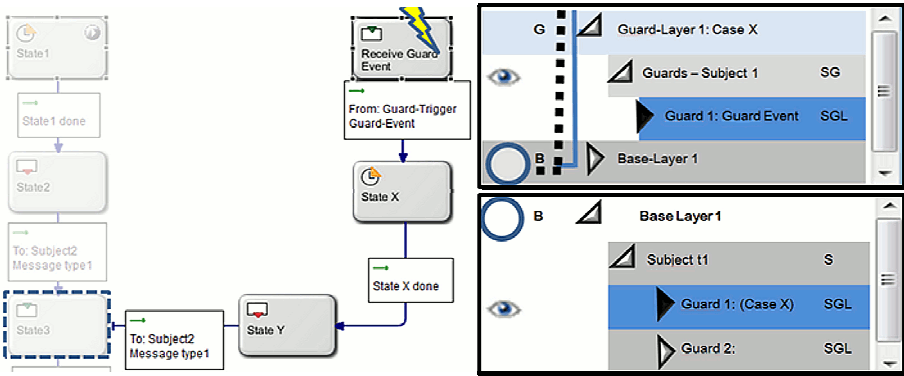 State1
State1 done
State2
To: Subject2
Message type1
State3
Receive Guard
Event
From: Guard-Trigger
Guard-Event
State X
State X done
State Y
To: Subject2
Message type1
G Guard-Layer 1: Case X
Guards – Subject 1 SG
Guard 1: Guard Event SGL
B Base-Layer 1
B Base Layer 1
Subject t1 S
Guard 1: (Case X) SGL
Guard 2: SGL